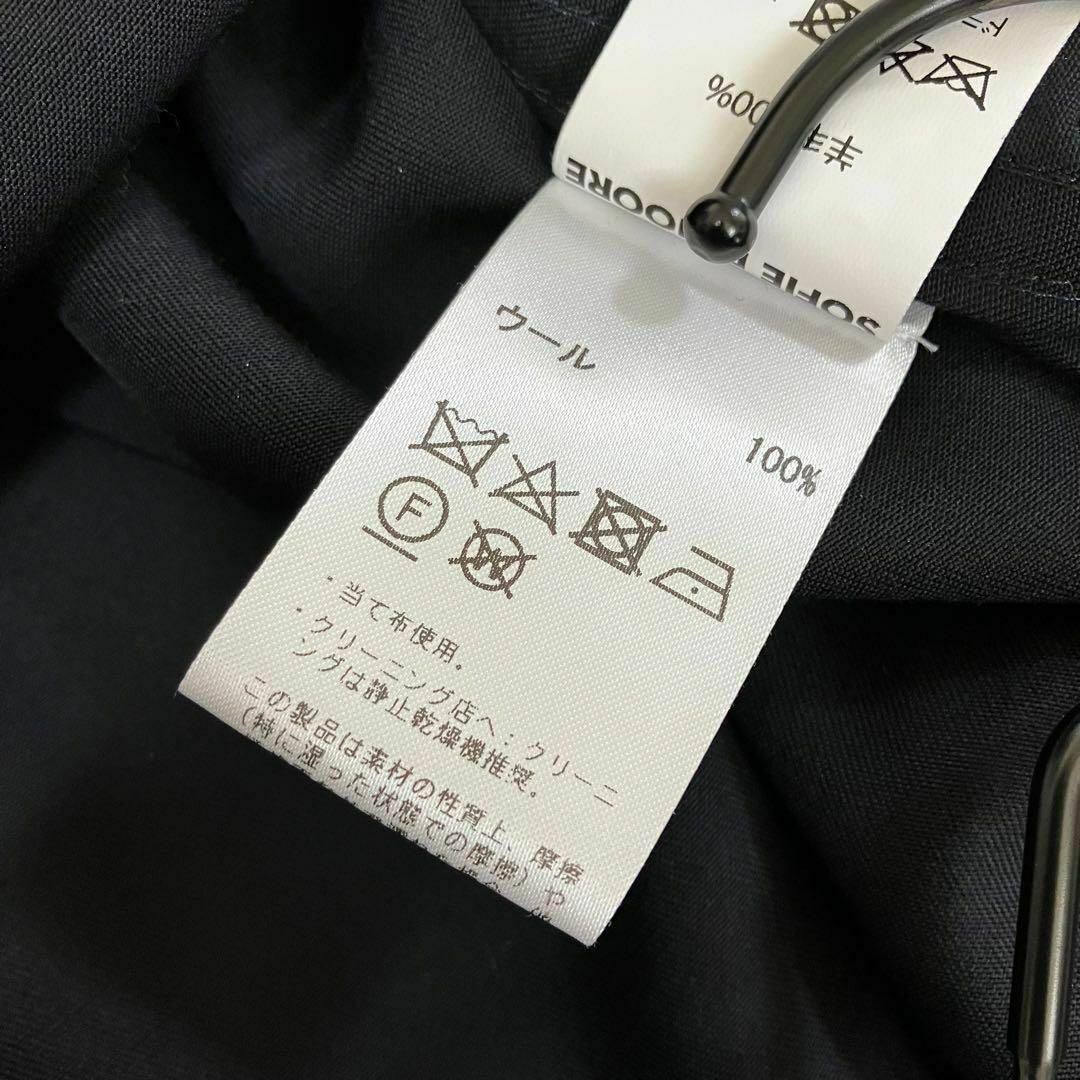 SOFIE
OORE
00%
ウール
100%
F
W
・当て布使用。
・クリーニング店へ：クリーニ
ングは静止乾燥機推奨。
この製品は素材の性質上、摩擦
(特に湿った状態での摩擦)や